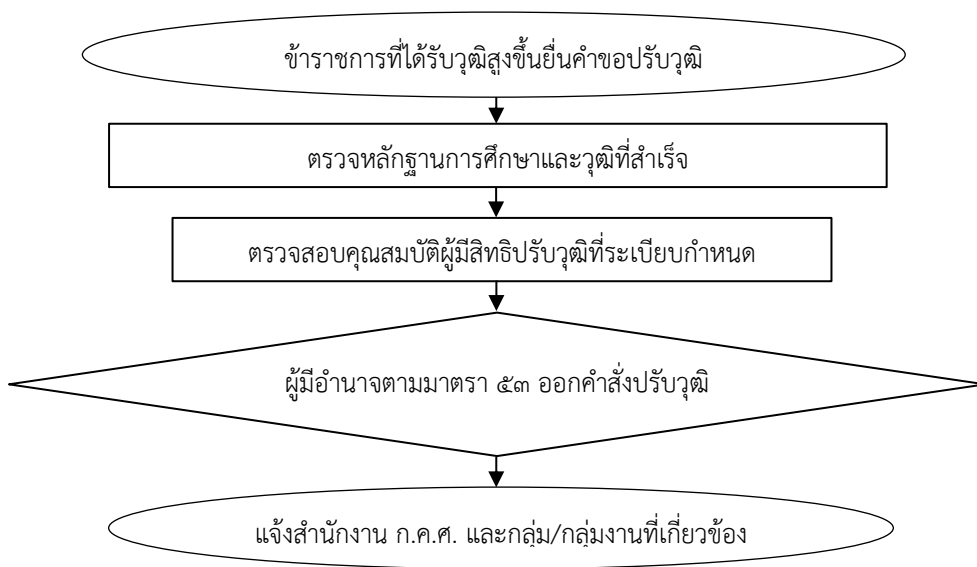 ข้าราชการที่ได้รับวุฒิสูงขึ้นยื่นคำขอปรับวุฒิ
ตรวจหลักฐานการศึกษาและวุฒิที่สำเร็จ
ตรวจสอบคุณสมบัติผู้มีสิทธิปรับวุฒิที่ระเบียบกำหนด
ผู้มีอำนาจตามมาตรา ๕๓ ออกคำสั่งปรับวุฒิ
แจ้งสำนักงาน ก.ค.ศ. และกลุ่ม/กลุ่มงานที่เกี่ยวข้อง